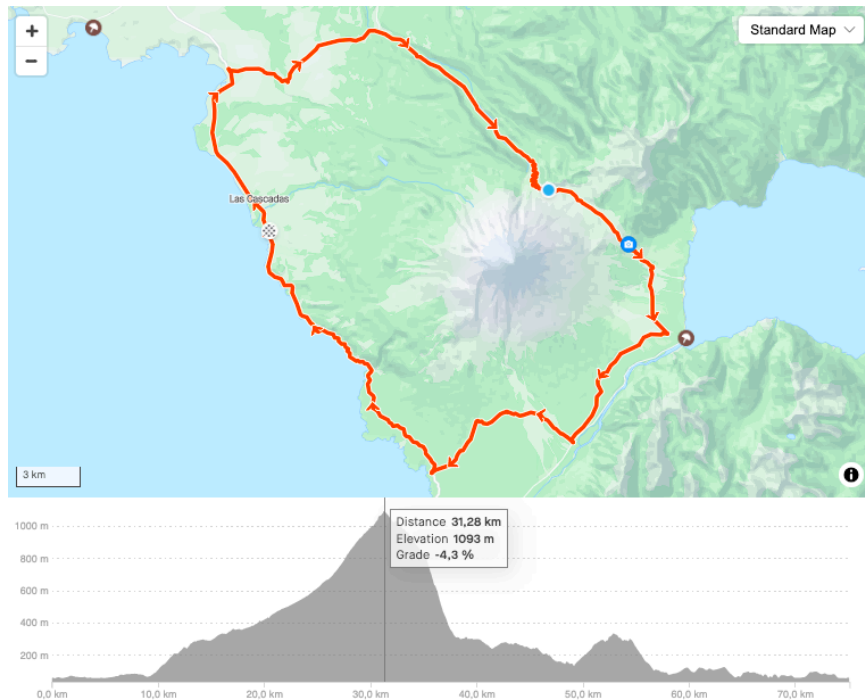 +
Standard Map
−
Las Cascadas
3 km
i
Distance 31,28 km
1000 m
Elevation 1093 m
Grade -4,3 %
800 m
600 m
400 m
200 m
0,0 km 10,0 km 20,0 km 30,0 km 40,0 km 50,0 km 60,0 km 70,0 km